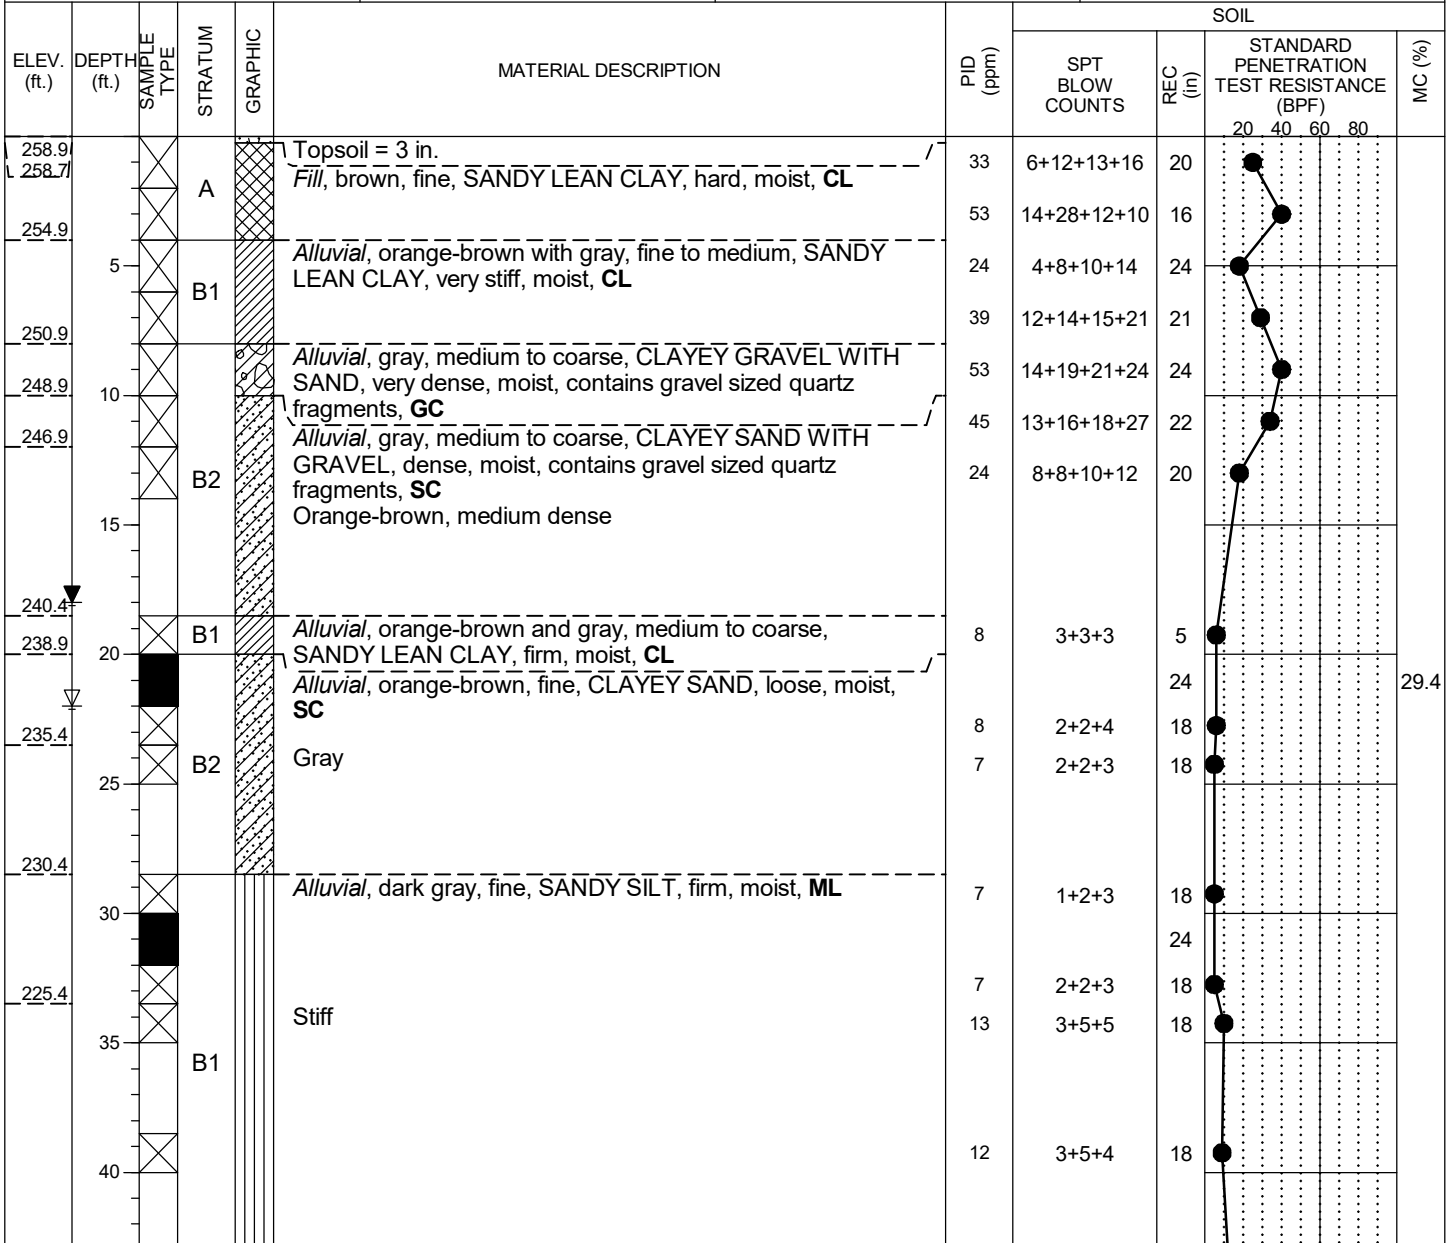 SOIL
ELEV. (ft.)
DEPTH (ft.)
SAMPLE TYPE
STRATUM
GRAPHIC
MATERIAL DESCRIPTION
PID (ppm)
SPT BLOW COUNTS
REC (in)
STANDARD PENETRATION TEST RESISTANCE (BPF)
MC (%)
20 40 60 80
258.9 Topsoil = 3 in.
33 6+12+13+16 20
258.7 Fill, brown, fine, SANDY LEAN CLAY, hard, moist, CL
A
53 14+28+12+10 16
254.9
Alluvial, orange-brown with gray, fine to medium, SANDY
5 24 4+8+10+14 24
LEAN CLAY, very stiff, moist, CL
B1
39 12+14+15+21 21
250.9
Alluvial, gray, medium to coarse, CLAYEY GRAVEL WITH
53 14+19+21+24 24
SAND, very dense, moist, contains gravel sized quartz
248.9
10
fragments, GC
45 13+16+18+27 22
246.9
Alluvial, gray, medium to coarse, CLAYEY SAND WITH
GRAVEL, dense, moist, contains gravel sized quartz
24 8+8+10+12 20
B2
fragments, SC
Orange-brown, medium dense
15
240.4
B1
Alluvial, orange-brown and gray, medium to coarse,
8 3+3+3 5
238.9
20
SANDY LEAN CLAY, firm, moist, CL
Alluvial, orange-brown, fine, CLAYEY SAND, loose, moist,
24 29.4
SC
8 2+2+4 18
235.4
B2
Gray
7 2+2+3 18
25
230.4
Alluvial, dark gray, fine, SANDY SILT, firm, moist, ML
7 1+2+3 18
30
24
7 2+2+3 18
225.4
Stiff
13 3+5+5 18
35
B1
12 3+5+4 18
40